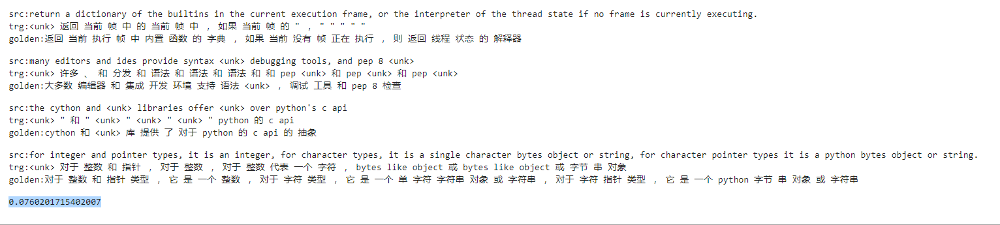 src:return a dictionary of the builtins in the current execution frame, or the interpreter of the thread state if no frame is currently executing.
trg:<unk> 返回 当前 帧 中 的 当前 帧 中 , 如果 当前 帧 的 " , " " " " "
golden:返回 当前 执行 帧 中 内置 函数 的 字典 , 如果 当前 没有 帧 正在 执行 , 则 返回 线程 状态 的 解释器
src:many editors and ides provide syntax <unk> debugging tools, and pep 8 <unk>
trg:<unk> 许多 、 和 分发 和 语法 和 语法 和 语法 和 和 pep <unk> 和 pep <unk> 和 pep <unk>
golden:大多数 编辑器 和 集成 开发 环境 支持 语法 <unk> , 调试 工具 和 pep 8 检查
src:the cython and <unk> libraries offer <unk> over python's c api
trg:<unk> " 和 " <unk> " <unk> " <unk> " python 的 c api
golden:cython 和 <unk> 库 提供 了 对于 python 的 c api 的 抽象
src:for integer and pointer types, it is an integer, for character types, it is a single character bytes object or string, for character pointer types it is a python bytes object or string.
trg:<unk> 对于 整数 和 指针 , 对于 整数 , 对于 整数 代表 一个 字符 , bytes like object 或 bytes like object 或 字节 串 对象
golden:对于 整数 和 指针 类型 , 它 是 一个 整数 , 对于 字符 类型 , 它 是 一个 单 字符 字符串 对象 或 字符串 , 对于 字符 指针 类型 , 它 是 一个 python 字节 串 对象 或 字符串
0.0760201715402007